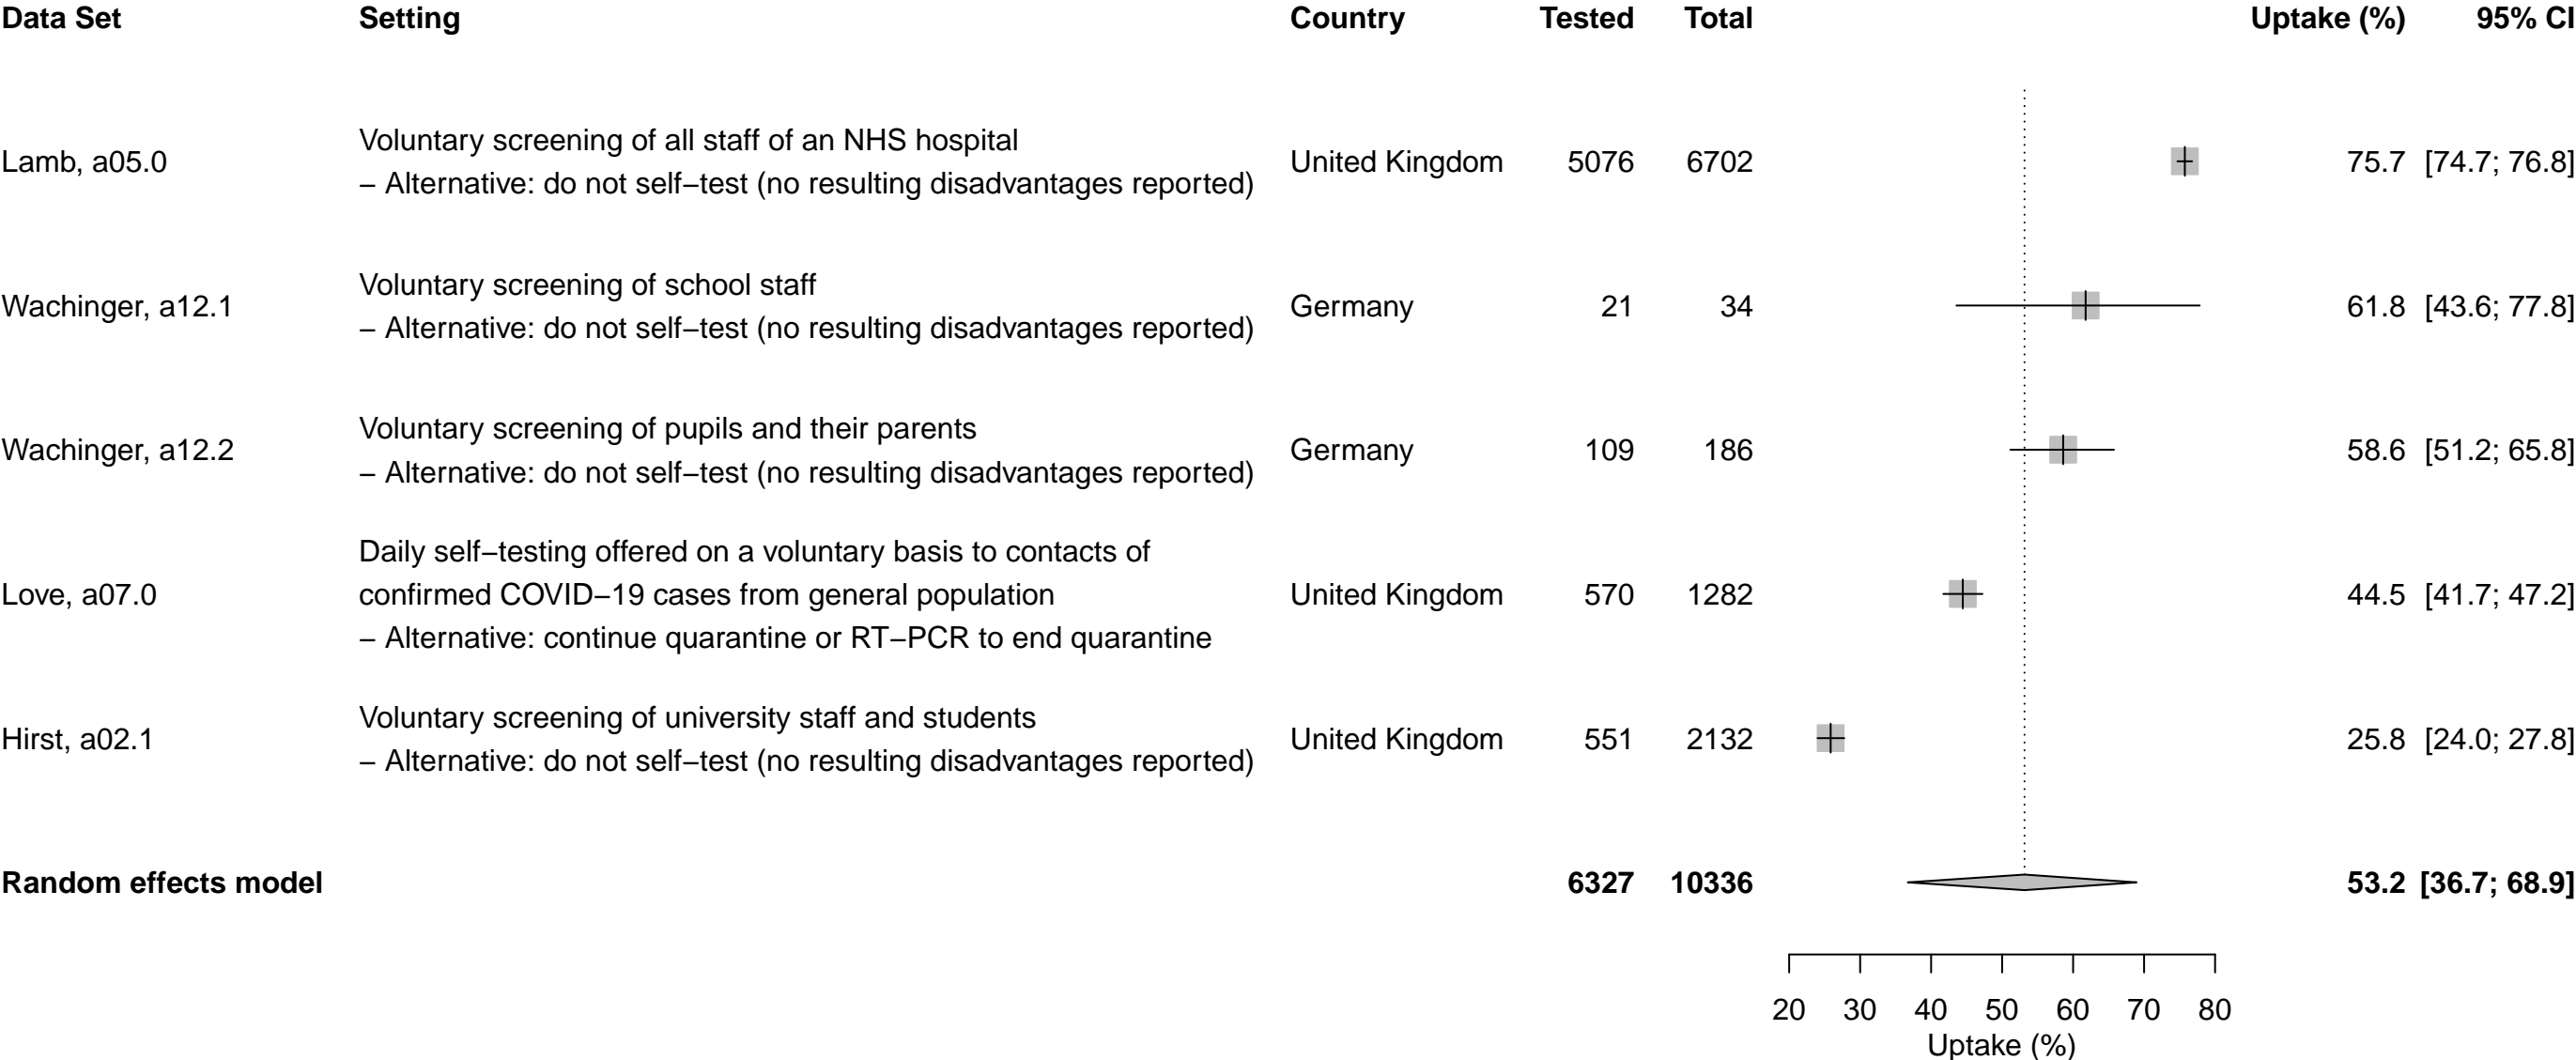 Data Set Setting Country Tested Total Uptake (%) 95% CI
Voluntary screening of all staff of an NHS hospital
Lamb, a05.0 United Kingdom 5076 6702 75.7 [74.7; 76.8]
− Alternative: do not self−test (no resulting disadvantages reported)
Voluntary screening of school staff
Wachinger, a12.1 Germany 21 34 61.8 [43.6; 77.8]
− Alternative: do not self−test (no resulting disadvantages reported)
Voluntary screening of pupils and their parents
Wachinger, a12.2 Germany 109 186 58.6 [51.2; 65.8]
− Alternative: do not self−test (no resulting disadvantages reported)
Daily self−testing offered on a voluntary basis to contacts of
Love, a07.0 confirmed COVID−19 cases from general population United Kingdom 570 1282 44.5 [41.7; 47.2]
− Alternative: continue quarantine or RT−PCR to end quarantine
Voluntary screening of university staff and students
Hirst, a02.1 United Kingdom 551 2132 25.8 [24.0; 27.8]
− Alternative: do not self−test (no resulting disadvantages reported)
Random effects model 6327 10336 53.2 [36.7; 68.9]
20 30 40 50 60 70 80
Uptake (%)